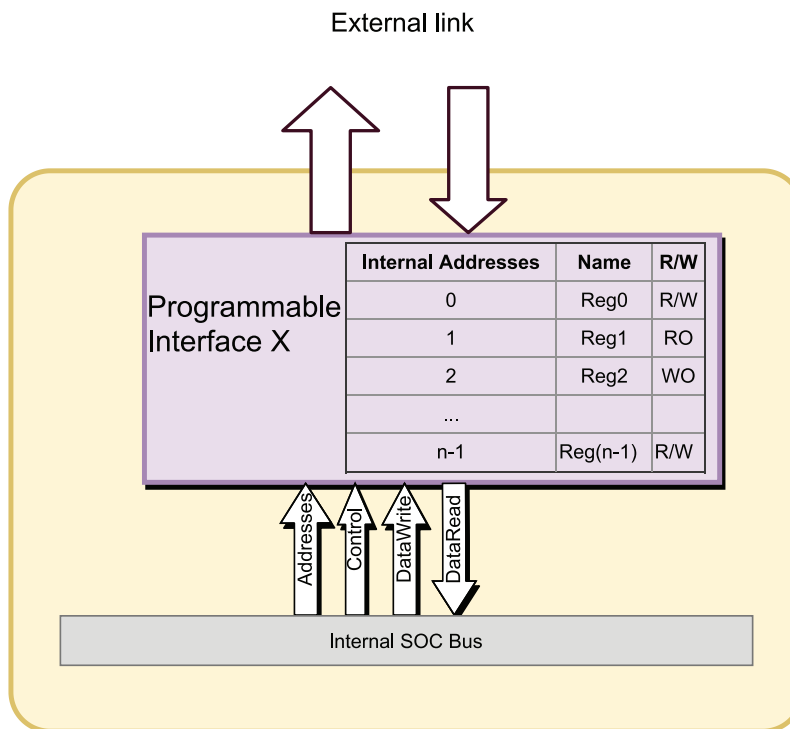 External link
Programmable
Interface X
Internal Addresses Name R/W
0 Reg0 R/W
1 Reg1 RO
2 Reg2 WO
...
n-1 Reg(n-1) R/W
Addresses
Control
DataWrite
DataRead
Internal SOC Bus